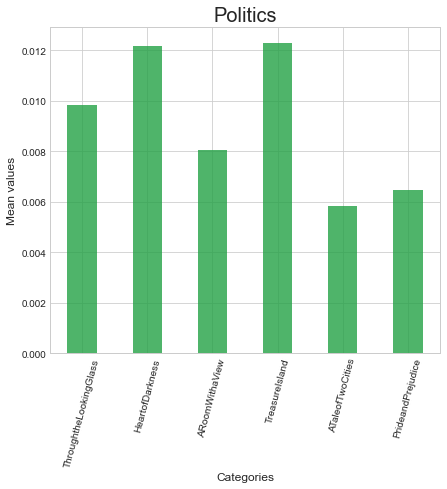 Politics
0.012
0.010
0.008
0.006
0.004
0.002
0.000
Mean values
ThroughtheLookingGlass
HeartofDarkness
ARoomWithaView
TreasureIsland
ATaleofTwoCities
PrideandPrejudice
Categories